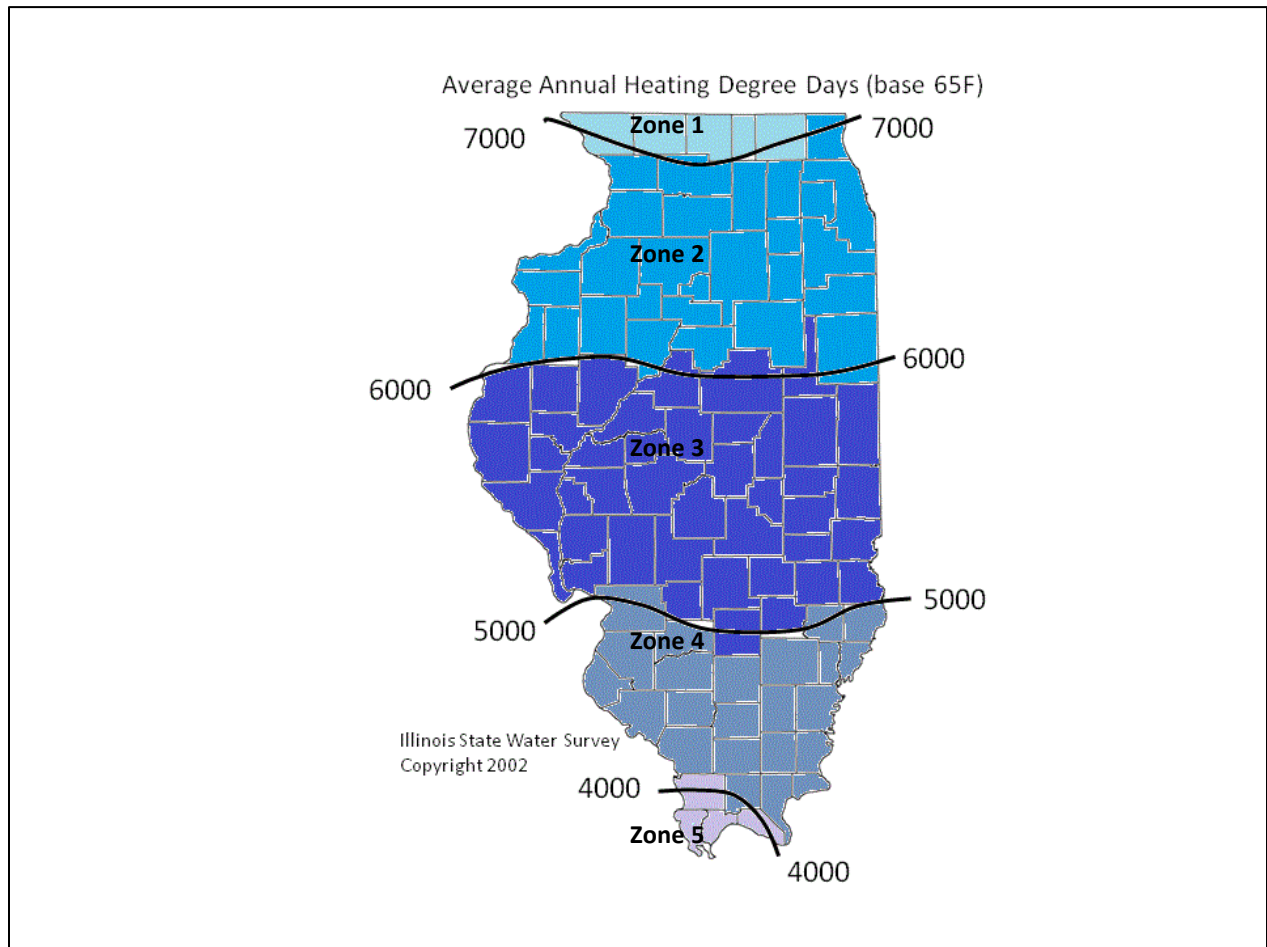 Average Annual Heating Degree Days (base 65F)
Zone 1
7000
7000
Zone 2
6000
6000
Zone 3
5000
5000
Zone 4
Illinois State Water Survey
Copyright 2002
4000
Zone 5
4000